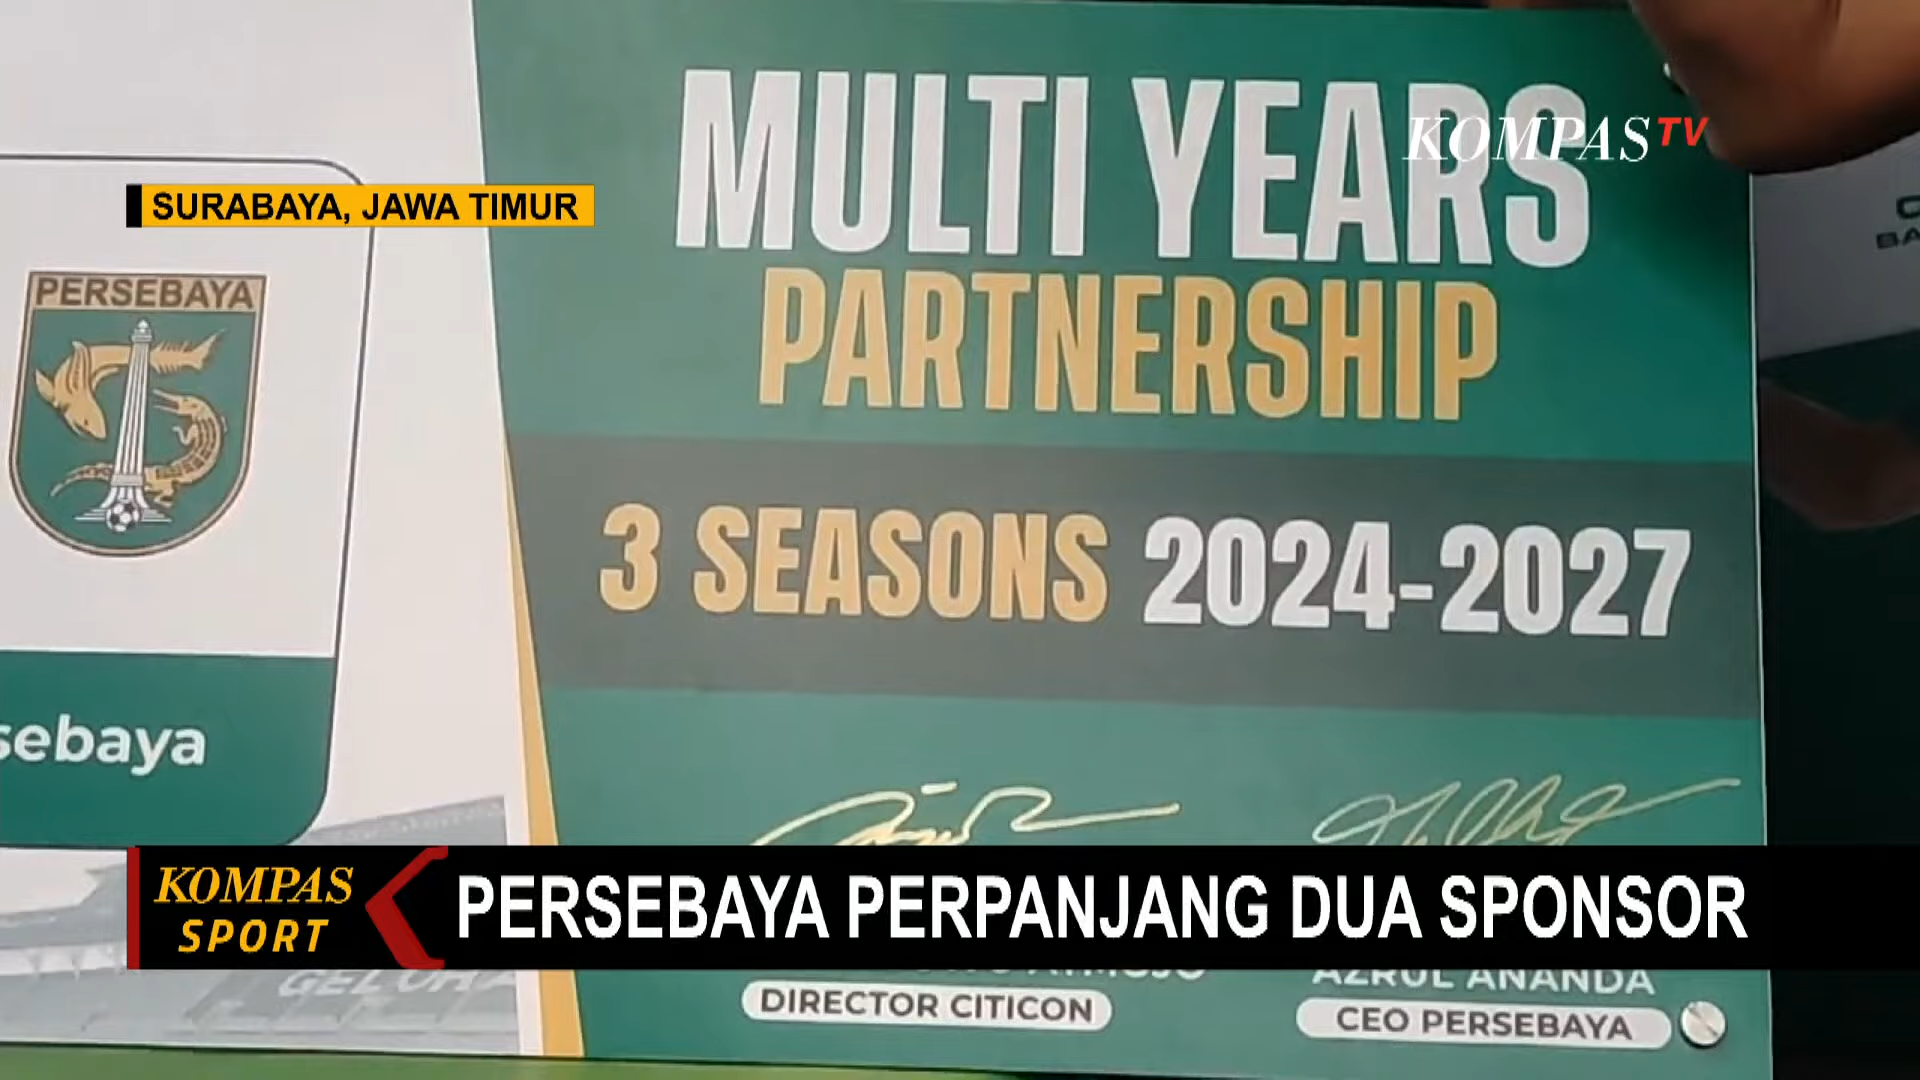 MULTI YEARS
KOMPAS TV
SURABAYA, JAWA TIMUR
PERSEBAYA
PARTNERSHIP
3 SEASONS 2024-2027
sebaya
KOMPAS
SPORT
PERSEBAYA PERPANJANG DUA SPONSOR
AZRUL ANANDA
DIRECTOR CITICON
CEO PERSEBAYA